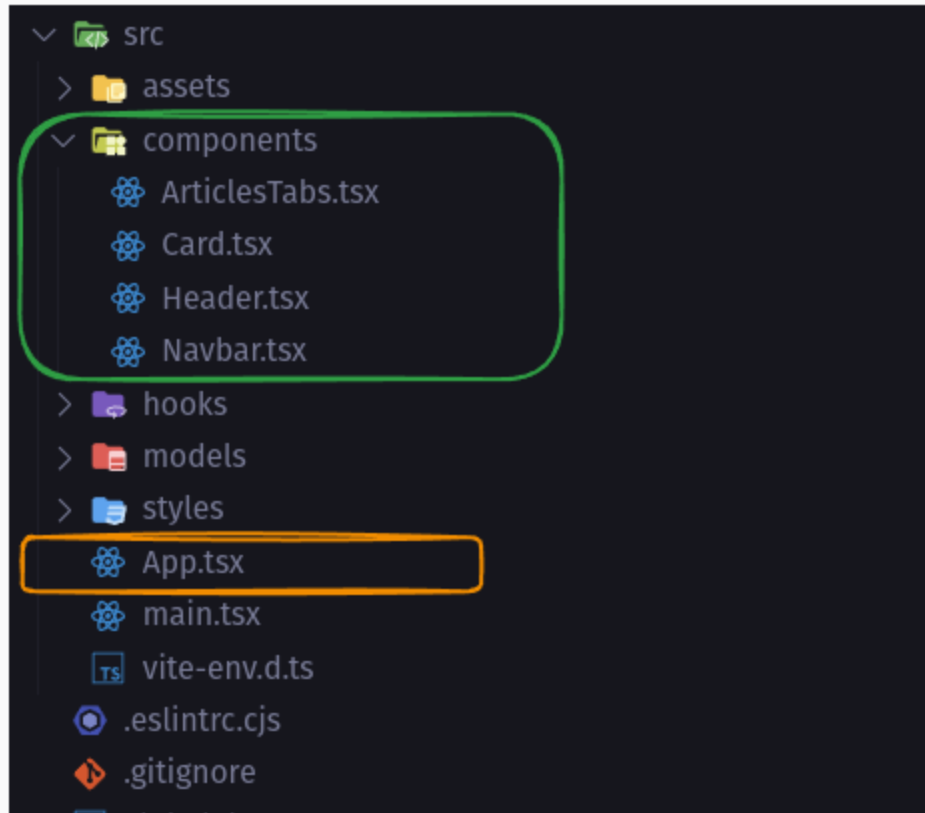 src
assets
components
ArticlesTabs.tsx
Card.tsx
Header.tsx
Navbar.tsx
hooks
models
styles
App.tsx
main.tsx
TS vite-env.d.ts
.eslintrc.cjs
.gitignore